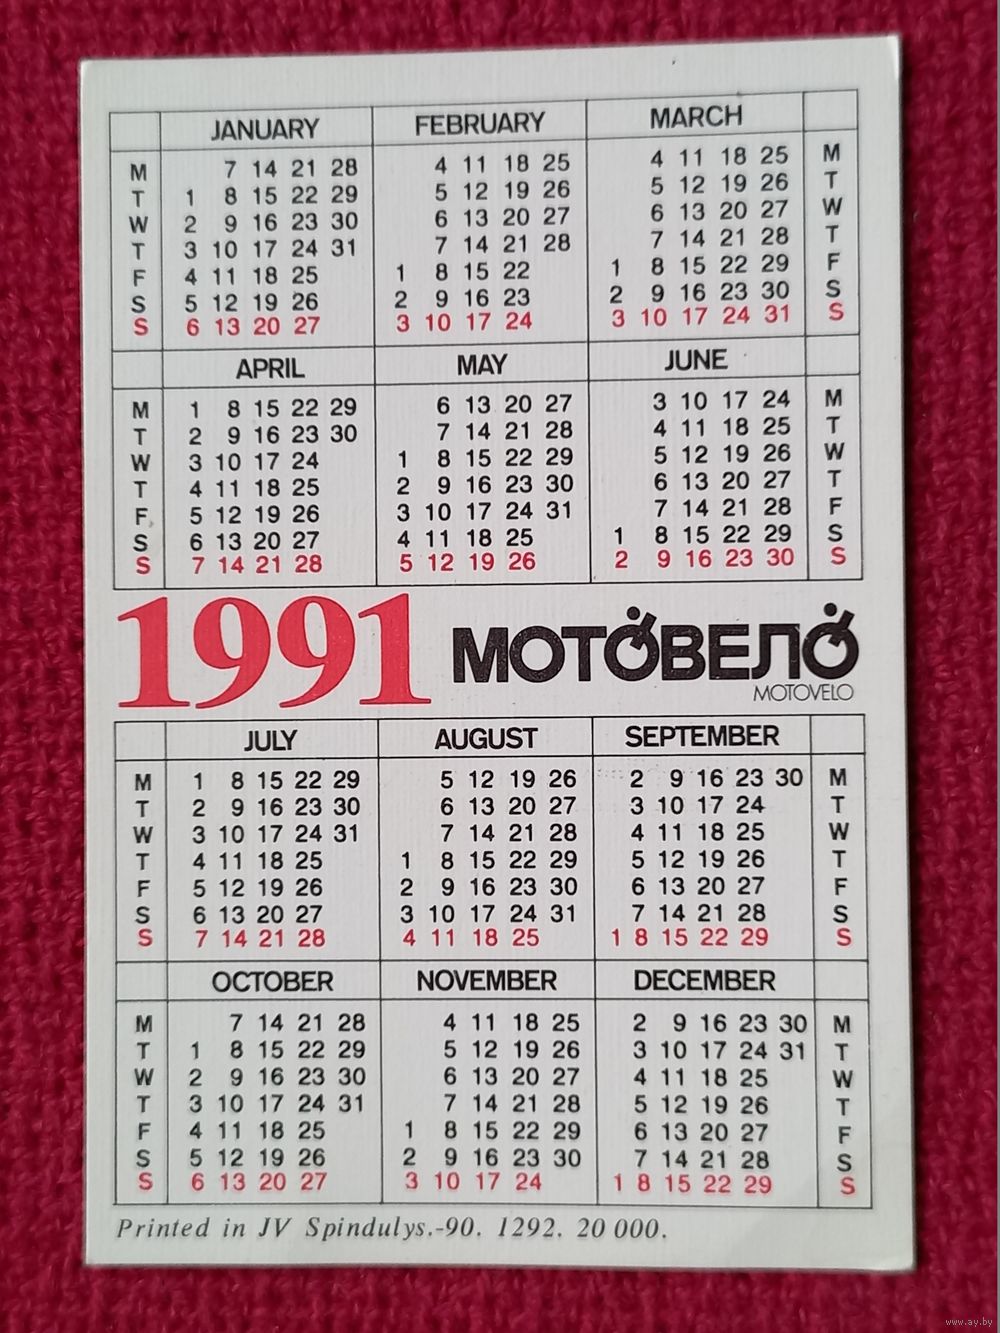 JANUARY FEBRUARY MARCH
M 7 14 21 28 4 11 18 25 4 11 18 25 M
T 1 8 15 22 29 5 12 19 26 5 12 19 26 T
W 2 9 16 23 30 6 13 20 27 6 13 20 27 W
T 3 10 17 24 31 7 14 21 28 7 14 21 28 T
F 4 11 18 25 1 8 15 22 1 8 15 22 29 F
S 5 12 19 26 2 9 16 23 2 9 16 23 30 S
S 6 13 20 27 3 10 17 24 3 10 17 24 31 S
APRIL MAY JUNE
M 1 8 15 22 29 6 13 20 27 3 10 17 24 M
T 2 9 16 23 30 7 14 21 28 4 11 18 25 T
W 3 10 17 24 1 8 15 22 29 5 12 19 26 W
T 4 11 18 25 2 9 16 23 30 6 13 20 27 T
F 5 12 19 26 3 10 17 24 31 7 14 21 28 F
S 6 13 20 27 4 11 18 25 1 8 15 22 29 S
S 7 14 21 28 5 12 19 26 2 9 16 23 30 S
1991 МОТОВЕЛО
MOTOVELO
JULY AUGUST SEPTEMBER
M 1 8 15 22 29 5 12 19 26 2 9 16 23 30 M
T 2 9 16 23 30 6 13 20 27 3 10 17 24 T
W 3 10 17 24 31 7 14 21 28 4 11 18 25 W
T 4 11 18 25 1 8 15 22 29 5 12 19 26 T
F 5 12 19 26 2 9 16 23 30 6 13 20 27 F
S 6 13 20 27 3 10 17 24 31 7 14 21 28 S
S 7 14 21 28 4 11 18 25 1 8 15 22 29 S
OCTOBER NOVEMBER DECEMBER
M 7 14 21 28 4 11 18 25 2 9 16 23 30 M
T 1 8 15 22 29 5 12 19 26 3 10 17 24 31 T
W 2 9 16 23 30 6 13 20 27 4 11 18 25 W
T 3 10 17 24 31 7 14 21 28 5 12 19 26 T
F 4 11 18 25 1 8 15 22 29 6 13 20 27 F
S 5 12 19 26 2 9 16 23 30 7 14 21 28 S
S 6 13 20 27 3 10 17 24 1 8 15 22 29 S
Printed in JV Spindulys.-90. 1292. 20 000.
www.ay.by